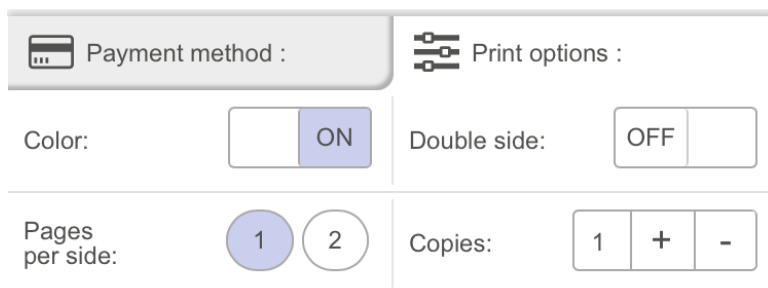 Payment method :
Print options :
Color:
ON
Double side:
OFF
Pages
per side:
1
2
Copies:
1
+
-